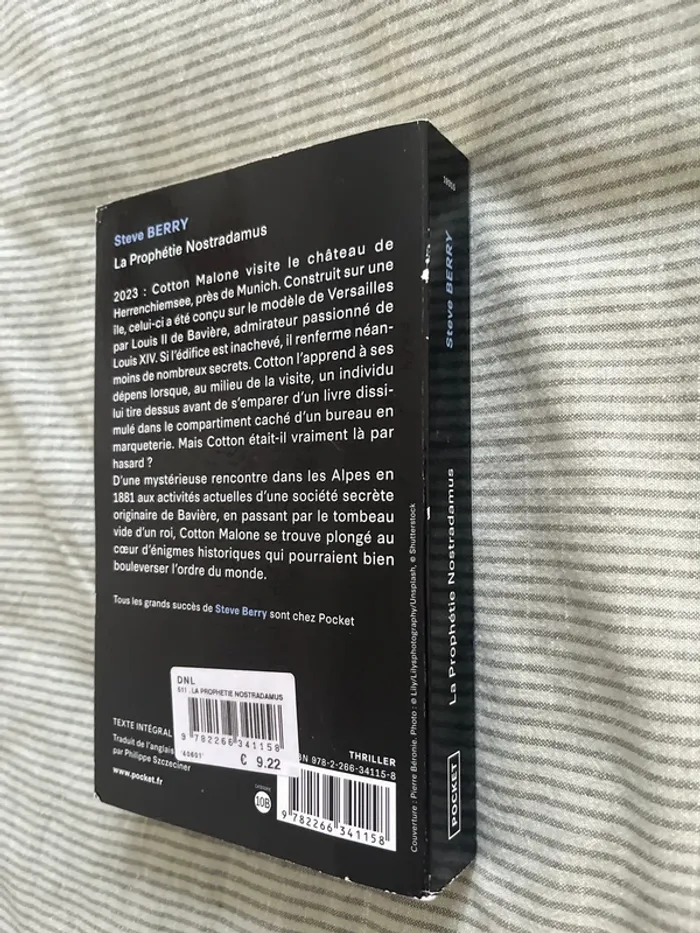 Steve BERRY
La Prophétie Nostradamus
2023 : Cotton Malone visite le château de
Herrenchiemsee, près de Munich. Construit sur une
île, celui-ci a été conçu sur le modèle de Versailles
par Louis II de Bavière, admirateur passionné de
Louis XIV. Si l'édifice est inachevé, il renferme néan-
moins de nombreux secrets. Cotton l'apprend à ses
dépens lorsque, au milieu de la visite, un individu
lui tire dessus avant de s'emparer d'un livre dissi-
mulé dans le compartiment caché d'un bureau en
marqueterie. Mais Cotton était-il vraiment là par
hasard ?
D'une mystérieuse rencontre dans les Alpes en
1881 aux activités actuelles d'une société secrète
originaire de Bavière, en passant par le tombeau
vide d'un roi, Cotton Malone se trouve plongé au
cœur d'énigmes historiques qui pourraient bien
bouleverser l'ordre du monde.
Tous les grands succès de Steve Berry sont chez Pocket
DNL
611 . LA PROPHETIE NOSTRADAMUS
9 782266 341158
€ 9.22
TEXTE INTÉGRAL
Traduit de l'anglais
par Philippe Szczeciner
www.pocket.fr
THRILLER
BN 978-2-266-34115-8
10B
9 782266 341158
Couverture : Pierre Béronie. Photo : © Lily/Lilysphotography/Unsplash, © Shutterstock
Steve BERRY
La Prophétie Nostradamus
POCKET